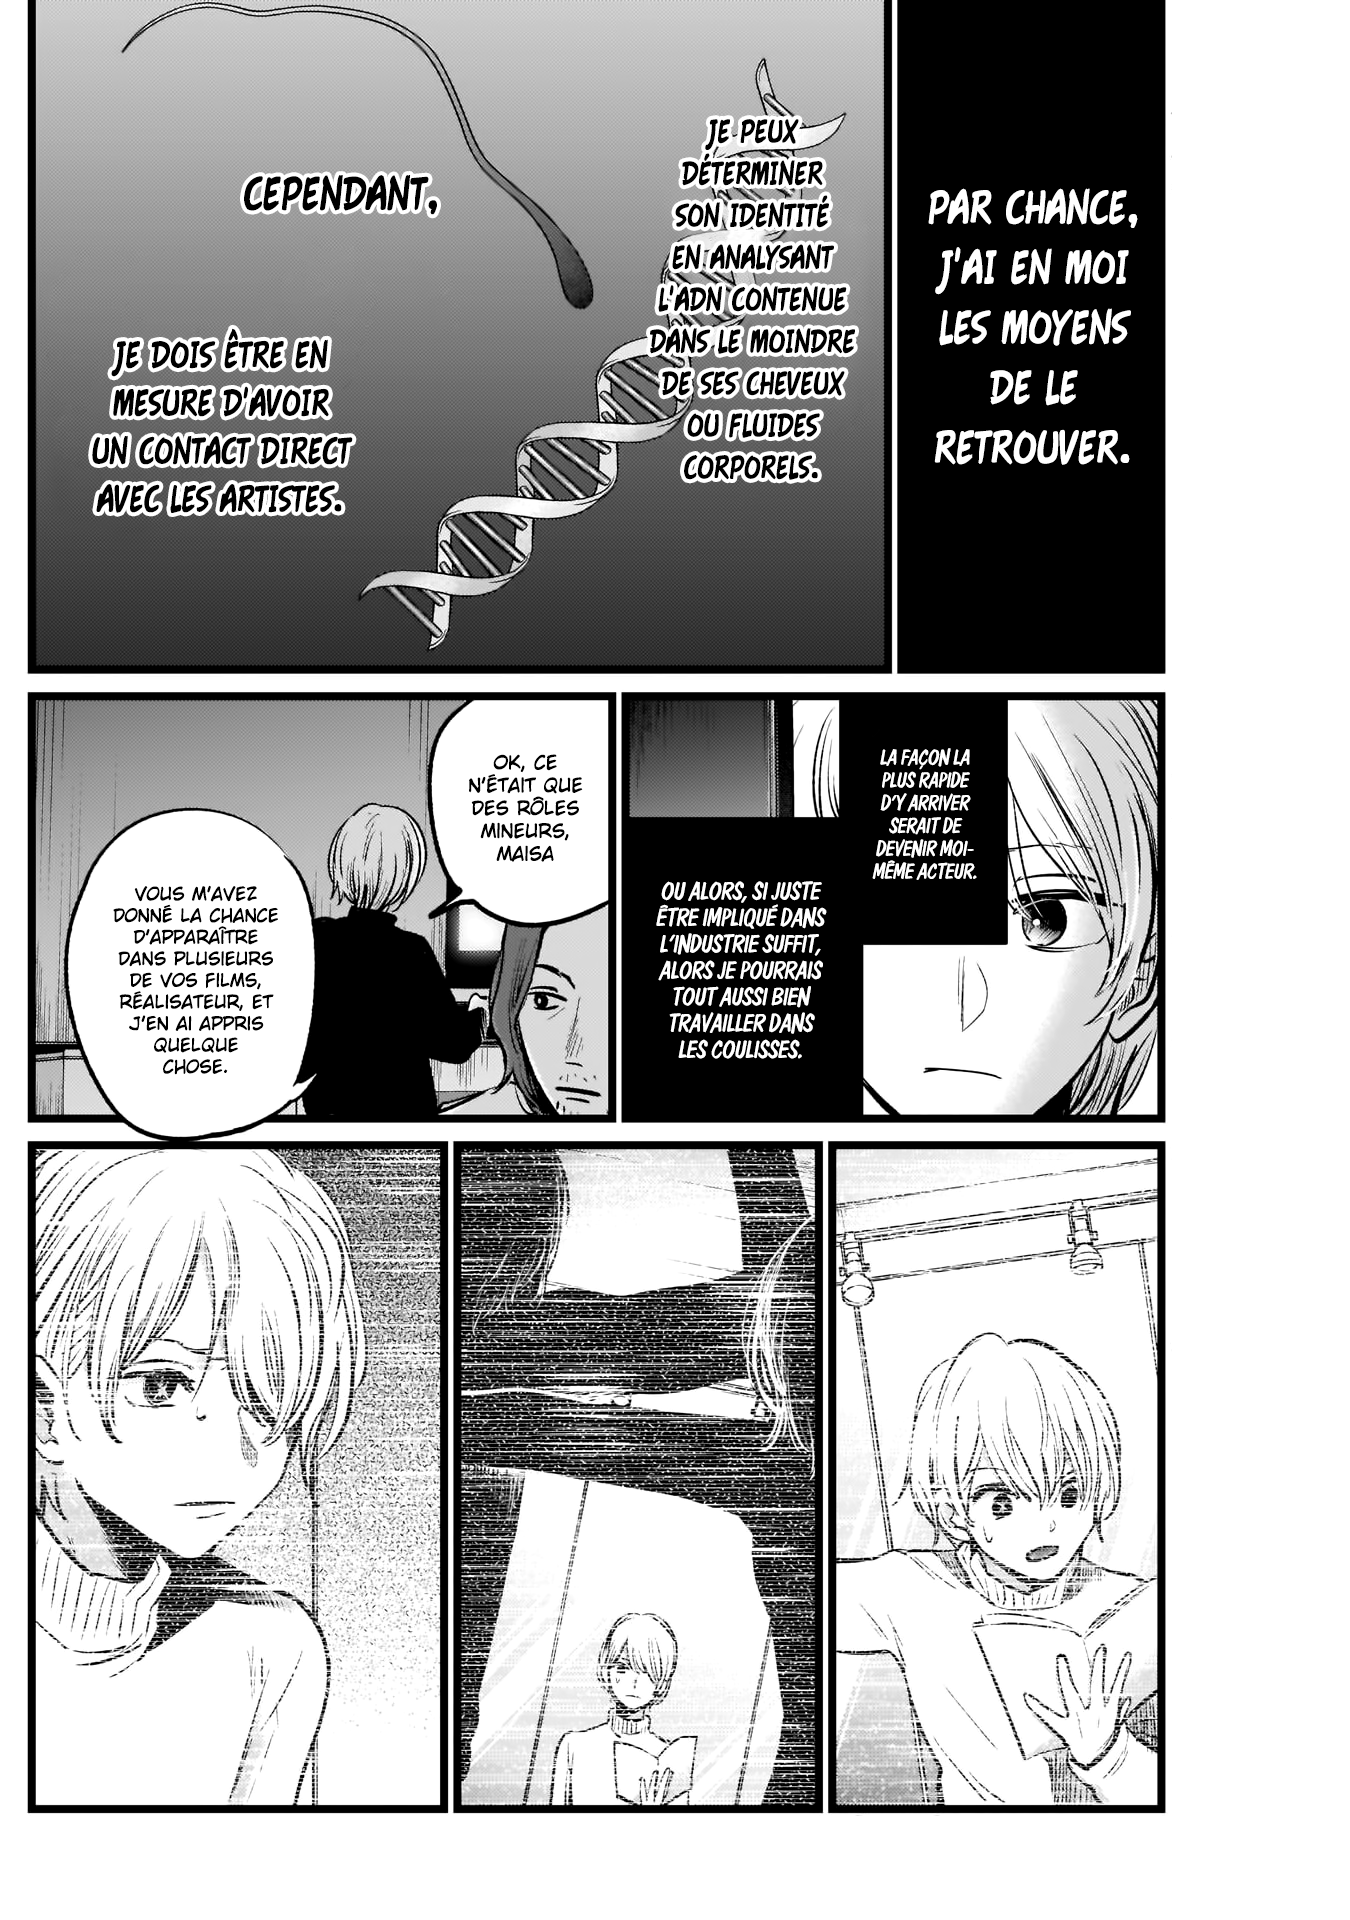 PAR CHANCE,
J'AI EN MOI
LES MOYENS
DE LE
RETROUVER.
JE PEUX
DÉTERMINER
SON IDENTITÉ
EN ANALYSANT
L'ADN CONTENUE
DANS LE MOINDRE
DE SES CHEVEUX
OU FLUIDES
CORPORELS.
CEPENDANT,
JE DOIS ÊTRE EN
MESURE D'AVOIR
UN CONTACT DIRECT
AVEC LES ARTISTES.
LA FAÇON LA
PLUS RAPIDE
D'Y ARRIVER
SERAIT DE
DEVENIR MOI-
MÊME ACTEUR.
OU ALORS, SI JUSTE
ÊTRE IMPLIQUÉ DANS
L'INDUSTRIE SUFFIT,
ALORS JE POURRAIS
TOUT AUSSI BIEN
TRAVAILLER DANS
LES COULISSES.
OK, CE
N'ÉTAIT QUE
DES RÔLES
MINEURS,
MAISA
VOUS M'AVEZ
DONNÉ LA CHANCE
D'APPARAÎTRE
DANS PLUSIEURS
DE VOS FILMS,
RÉALISATEUR, ET
J'EN AI APPRIS
QUELQUE
CHOSE.